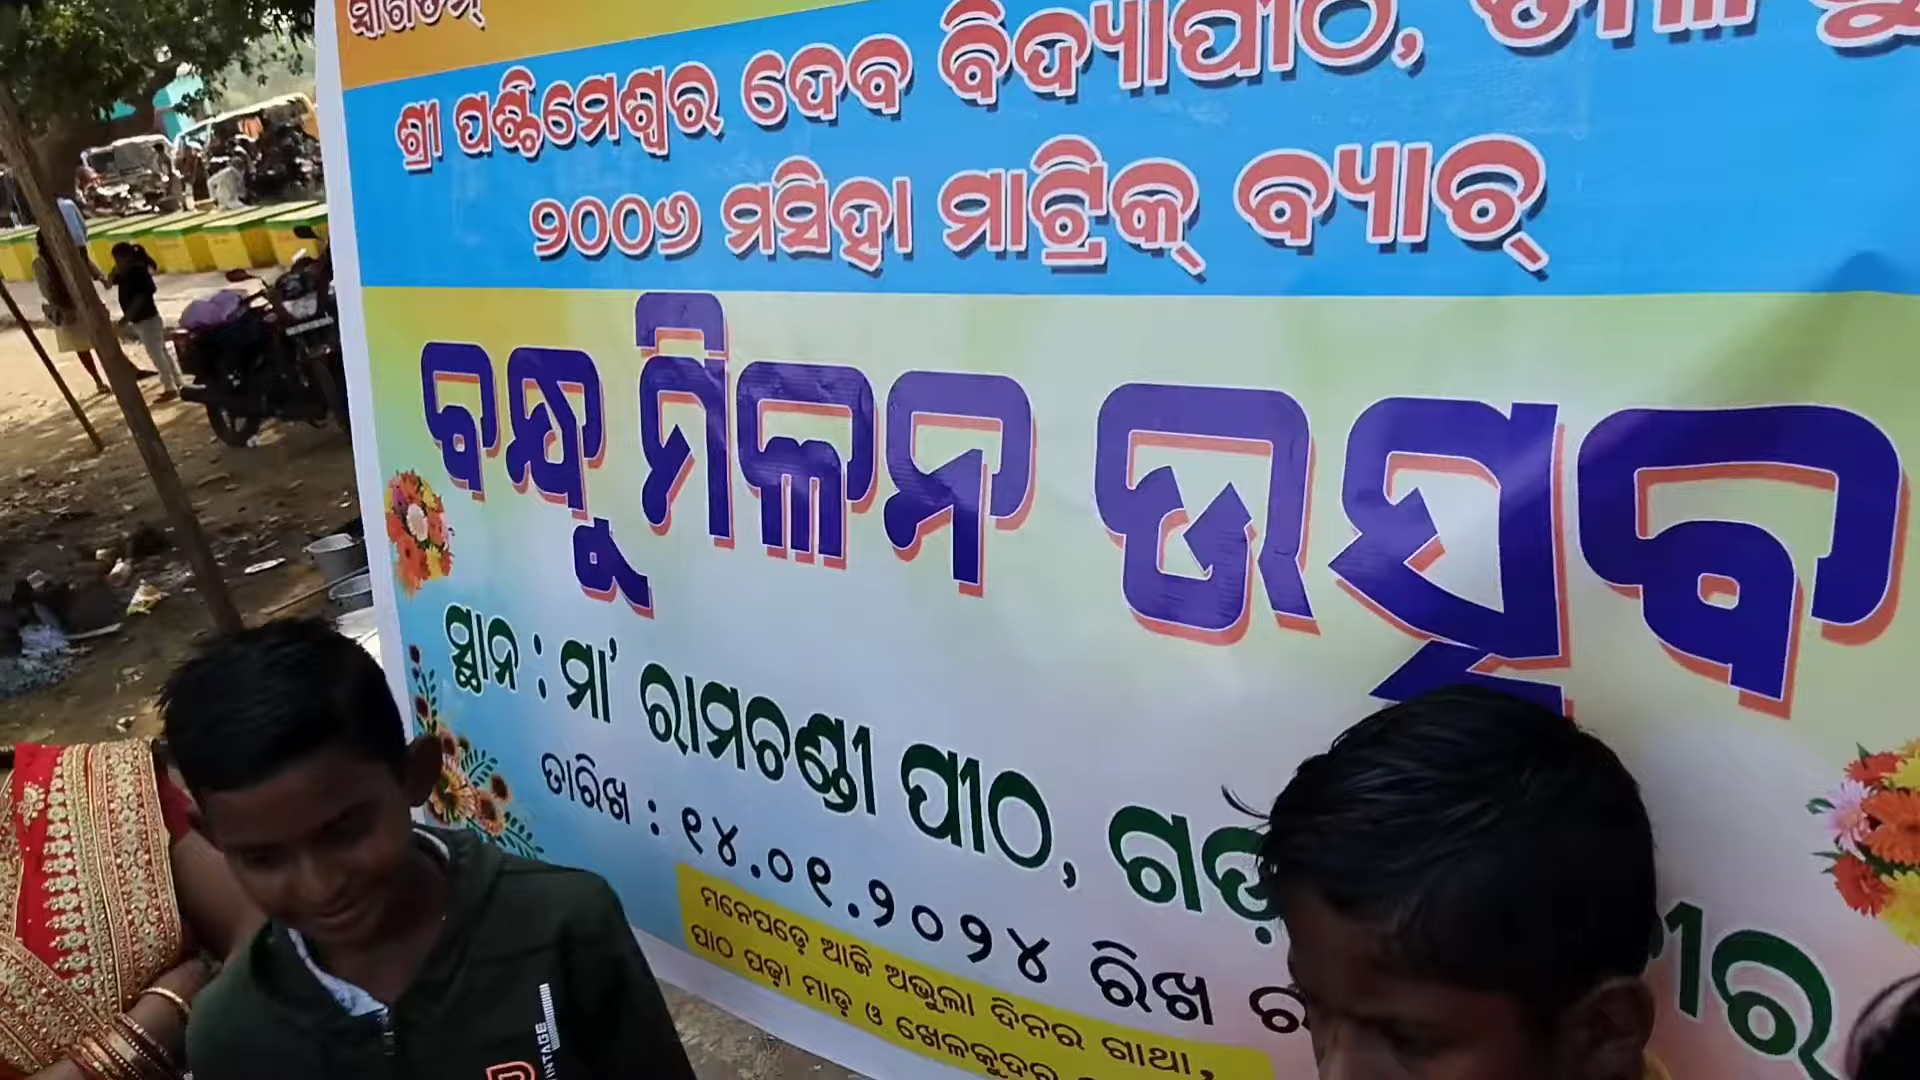 ସ୍ୱାଗତମ୍
ଶ୍ରୀ ପଶ୍ଚିମେଶ୍ୱର ଦେବ ବିଦ୍ୟାପୀଠ,
୨୦୦୬ ମସିହା ମାଟ୍ରିକ୍ ବ୍ୟାଚ୍
ବନ୍ଧୁ ମିଳନ ଉତ୍ସବ
ସ୍ଥାନ : ମା' ରାମଚଣ୍ଡୀ ପୀଠ,
ତାରିଖ : ୧୪.୦୧.୨୦୨୪ ରିଖ
ମନେପଡ଼େ ଆଜି ଅଭୁଲା ଦିନର ଗାଥା,
ପାଠ ପଢ଼ା ମାଡ଼ ଓ ଖେଳକୁଦର